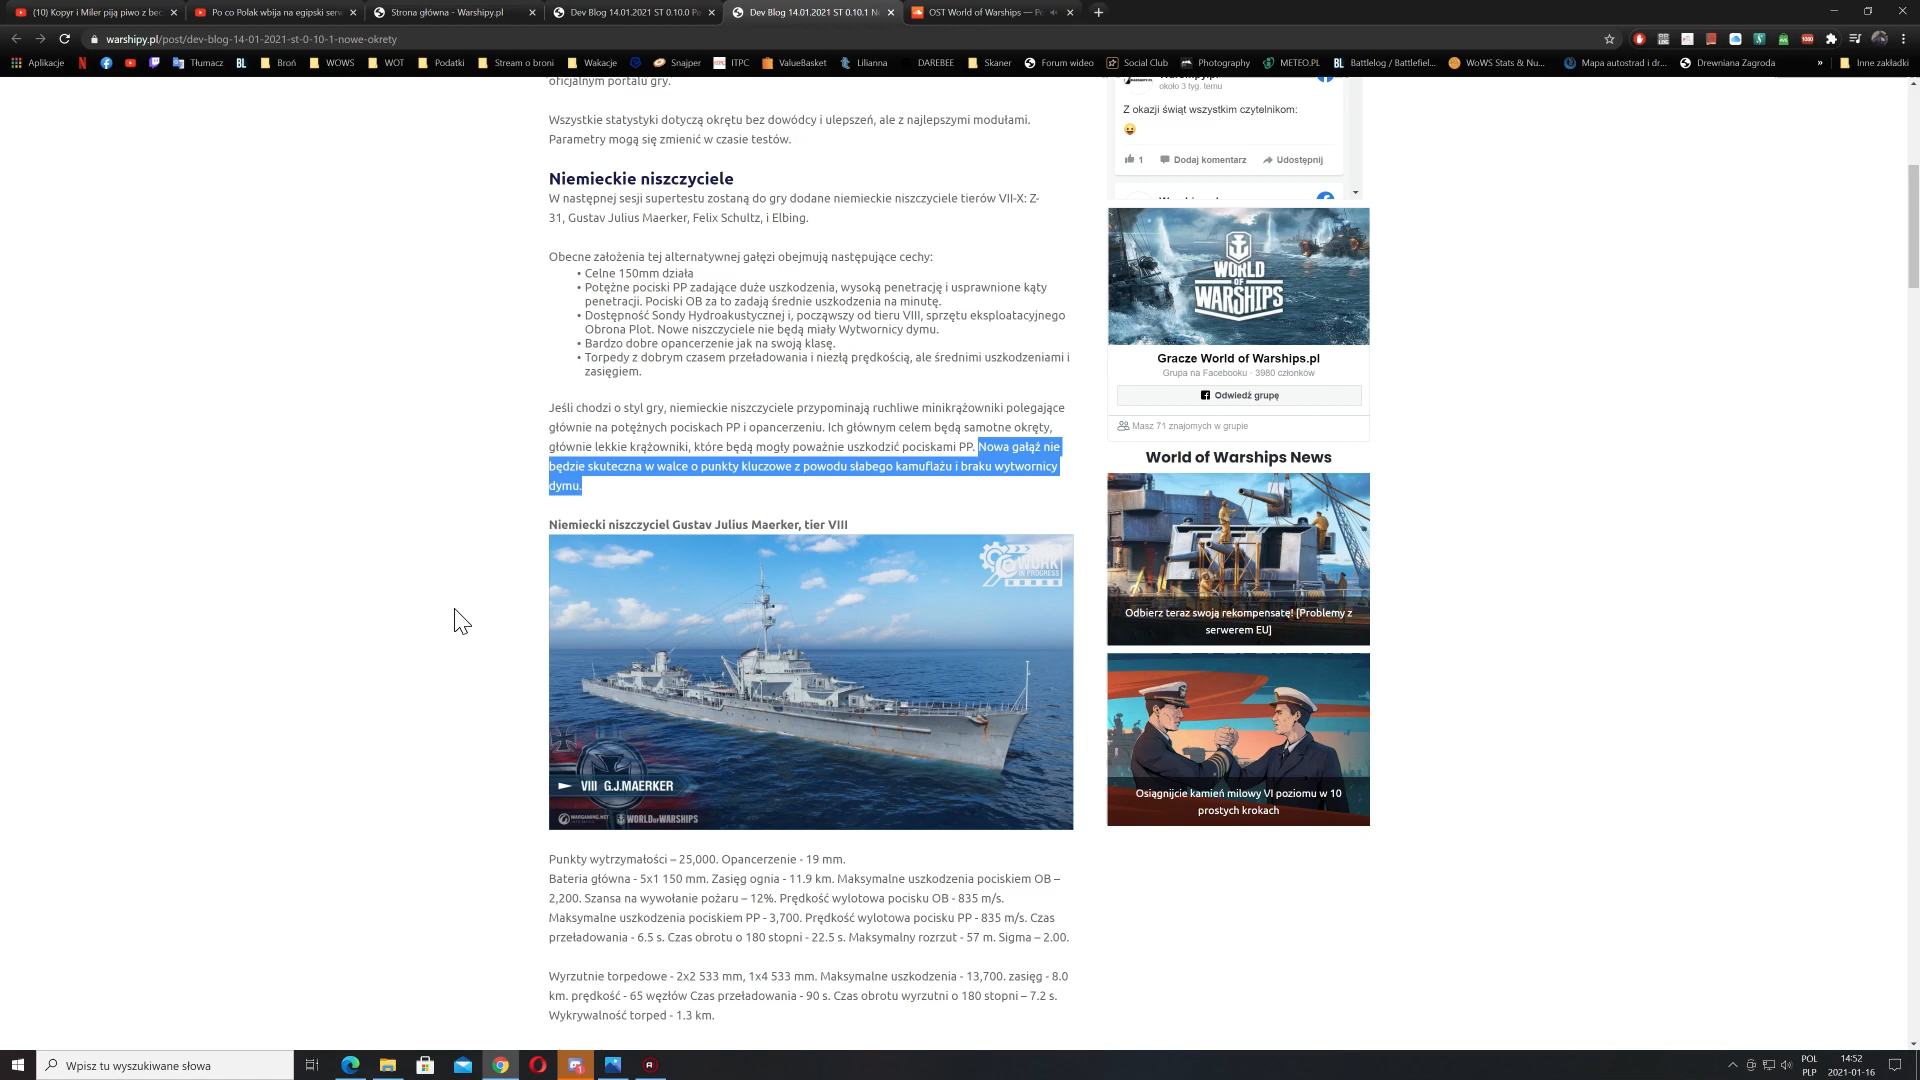 (10) Kopyr i Miler piją piwo z bec
Po co Polak wbija na egipski serw
Strona główna - Warshipy.pl
Dev Blog 14.01.2021 ST 0.10.0 Po
Dev Blog 14.01.2021 ST 0.10.1 N
OST World of Warships — Po
warshipy.pl/post/dev-blog-14-01-2021-st-0-10-1-nowe-okrety
Aplikacje
Tłumacz
BL
Broń
WOWS
WOT
Podatki
Stream o broni
Wakacje
Snajper
ITPC
ValueBasket
Lilianna
DAREBEE
Skaner
Forum wideo
Social Club
Photography
METEO.PL
BL Battlelog / Battlefiel...
WoWS Stats & Nu...
Mapa autostrad i dr...
Drewniana Zagroda
»
Inne zakładki
oficjalnym portalu gry.
Wszystkie statystyki dotyczą okrętu bez dowódcy i ulepszeń, ale z najlepszymi modułami.
Parametry mogą się zmienić w czasie testów.
Niemieckie niszczyciele
W następnej sesji supertestu zostaną do gry dodane niemieckie niszczyciele tierów VII-X: Z-
31, Gustav Julius Maerker, Felix Schultz, i Elbing.
Obecne założenia tej alternatywnej gałęzi obejmują następujące cechy:
• Celne 150mm działa
• Potężne pociski PP zadające duże uszkodzenia, wysoką penetrację i usprawnione kąty
penetracji. Pociski OB za to zadają średnie uszkodzenia na minutę.
• Dostępność Sondy Hydroakustycznej i, począwszy od tieru VIII, sprzętu eksploatacyjnego
Obrona Plot. Nowe niszczyciele nie będą miały Wytwornicy dymu.
• Bardzo dobre opancerzenie jak na swoją klasę.
• Torpedy z dobrym czasem przeładowania i niezłą prędkością, ale średnimi uszkodzeniami i
zasięgiem.
Jeśli chodzi o styl gry, niemieckie niszczyciele przypominają ruchliwe minikrążowniki polegające
głównie na potężnych pociskach PP i opancerzeniu. Ich głównym celem będą samotne okręty,
głównie lekkie krążowniki, które będą mogły poważnie uszkodzić pociskami PP. Nowa gałąź nie
będzie skuteczna w walce o punkty kluczowe z powodu słabego kamuflażu i braku wytwornicy
dymu.
Niemiecki niszczyciel Gustav Julius Maerker, tier VIII
WORK
IN PROGRESS
VIII G.J.MAERKER
WARGAMING.NET
WORLD OF WARSHIPS
Punkty wytrzymałości – 25,000. Opancerzenie - 19 mm.
Bateria główna - 5x1 150 mm. Zasięg ognia - 11.9 km. Maksymalne uszkodzenia pociskiem OB –
2,200. Szansa na wywołanie pożaru – 12%. Prędkość wylotowa pocisku OB - 835 m/s.
Maksymalne uszkodzenia pociskiem PP - 3,700. Prędkość wylotowa pocisku PP - 835 m/s. Czas
przeładowania - 6.5 s. Czas obrotu o 180 stopni - 22.5 s. Maksymalny rozrzut - 57 m. Sigma – 2.00.
Wyrzutnie torpedowe - 2x2 533 mm, 1x4 533 mm. Maksymalne uszkodzenia - 13,700. zasięg - 8.0
km. prędkość - 65 węzłów Czas przeładowania - 90 s. Czas obrotu wyrzutni o 180 stopni – 7.2 s.
Wykrywalność torped - 1.3 km.
około 3 tyg. temu
Z okazji świąt wszystkim czytelnikom:
1
Dodaj komentarz
Udostępnij
WORLD
OF
WARSHIPS
Gracze World of Warships.pl
Grupa na Facebooku · 3980 członków
Odwiedź grupę
Masz 71 znajomych w grupie
World of Warships News
Odbierz teraz swoją rekompensatę! [Problemy z
serwerem EU]
Osiągnijcie kamień milowy VI poziomu w 10
prostych krokach
Wpisz tu wyszukiwane słowa
POL
PLP
14:52
2021-01-16